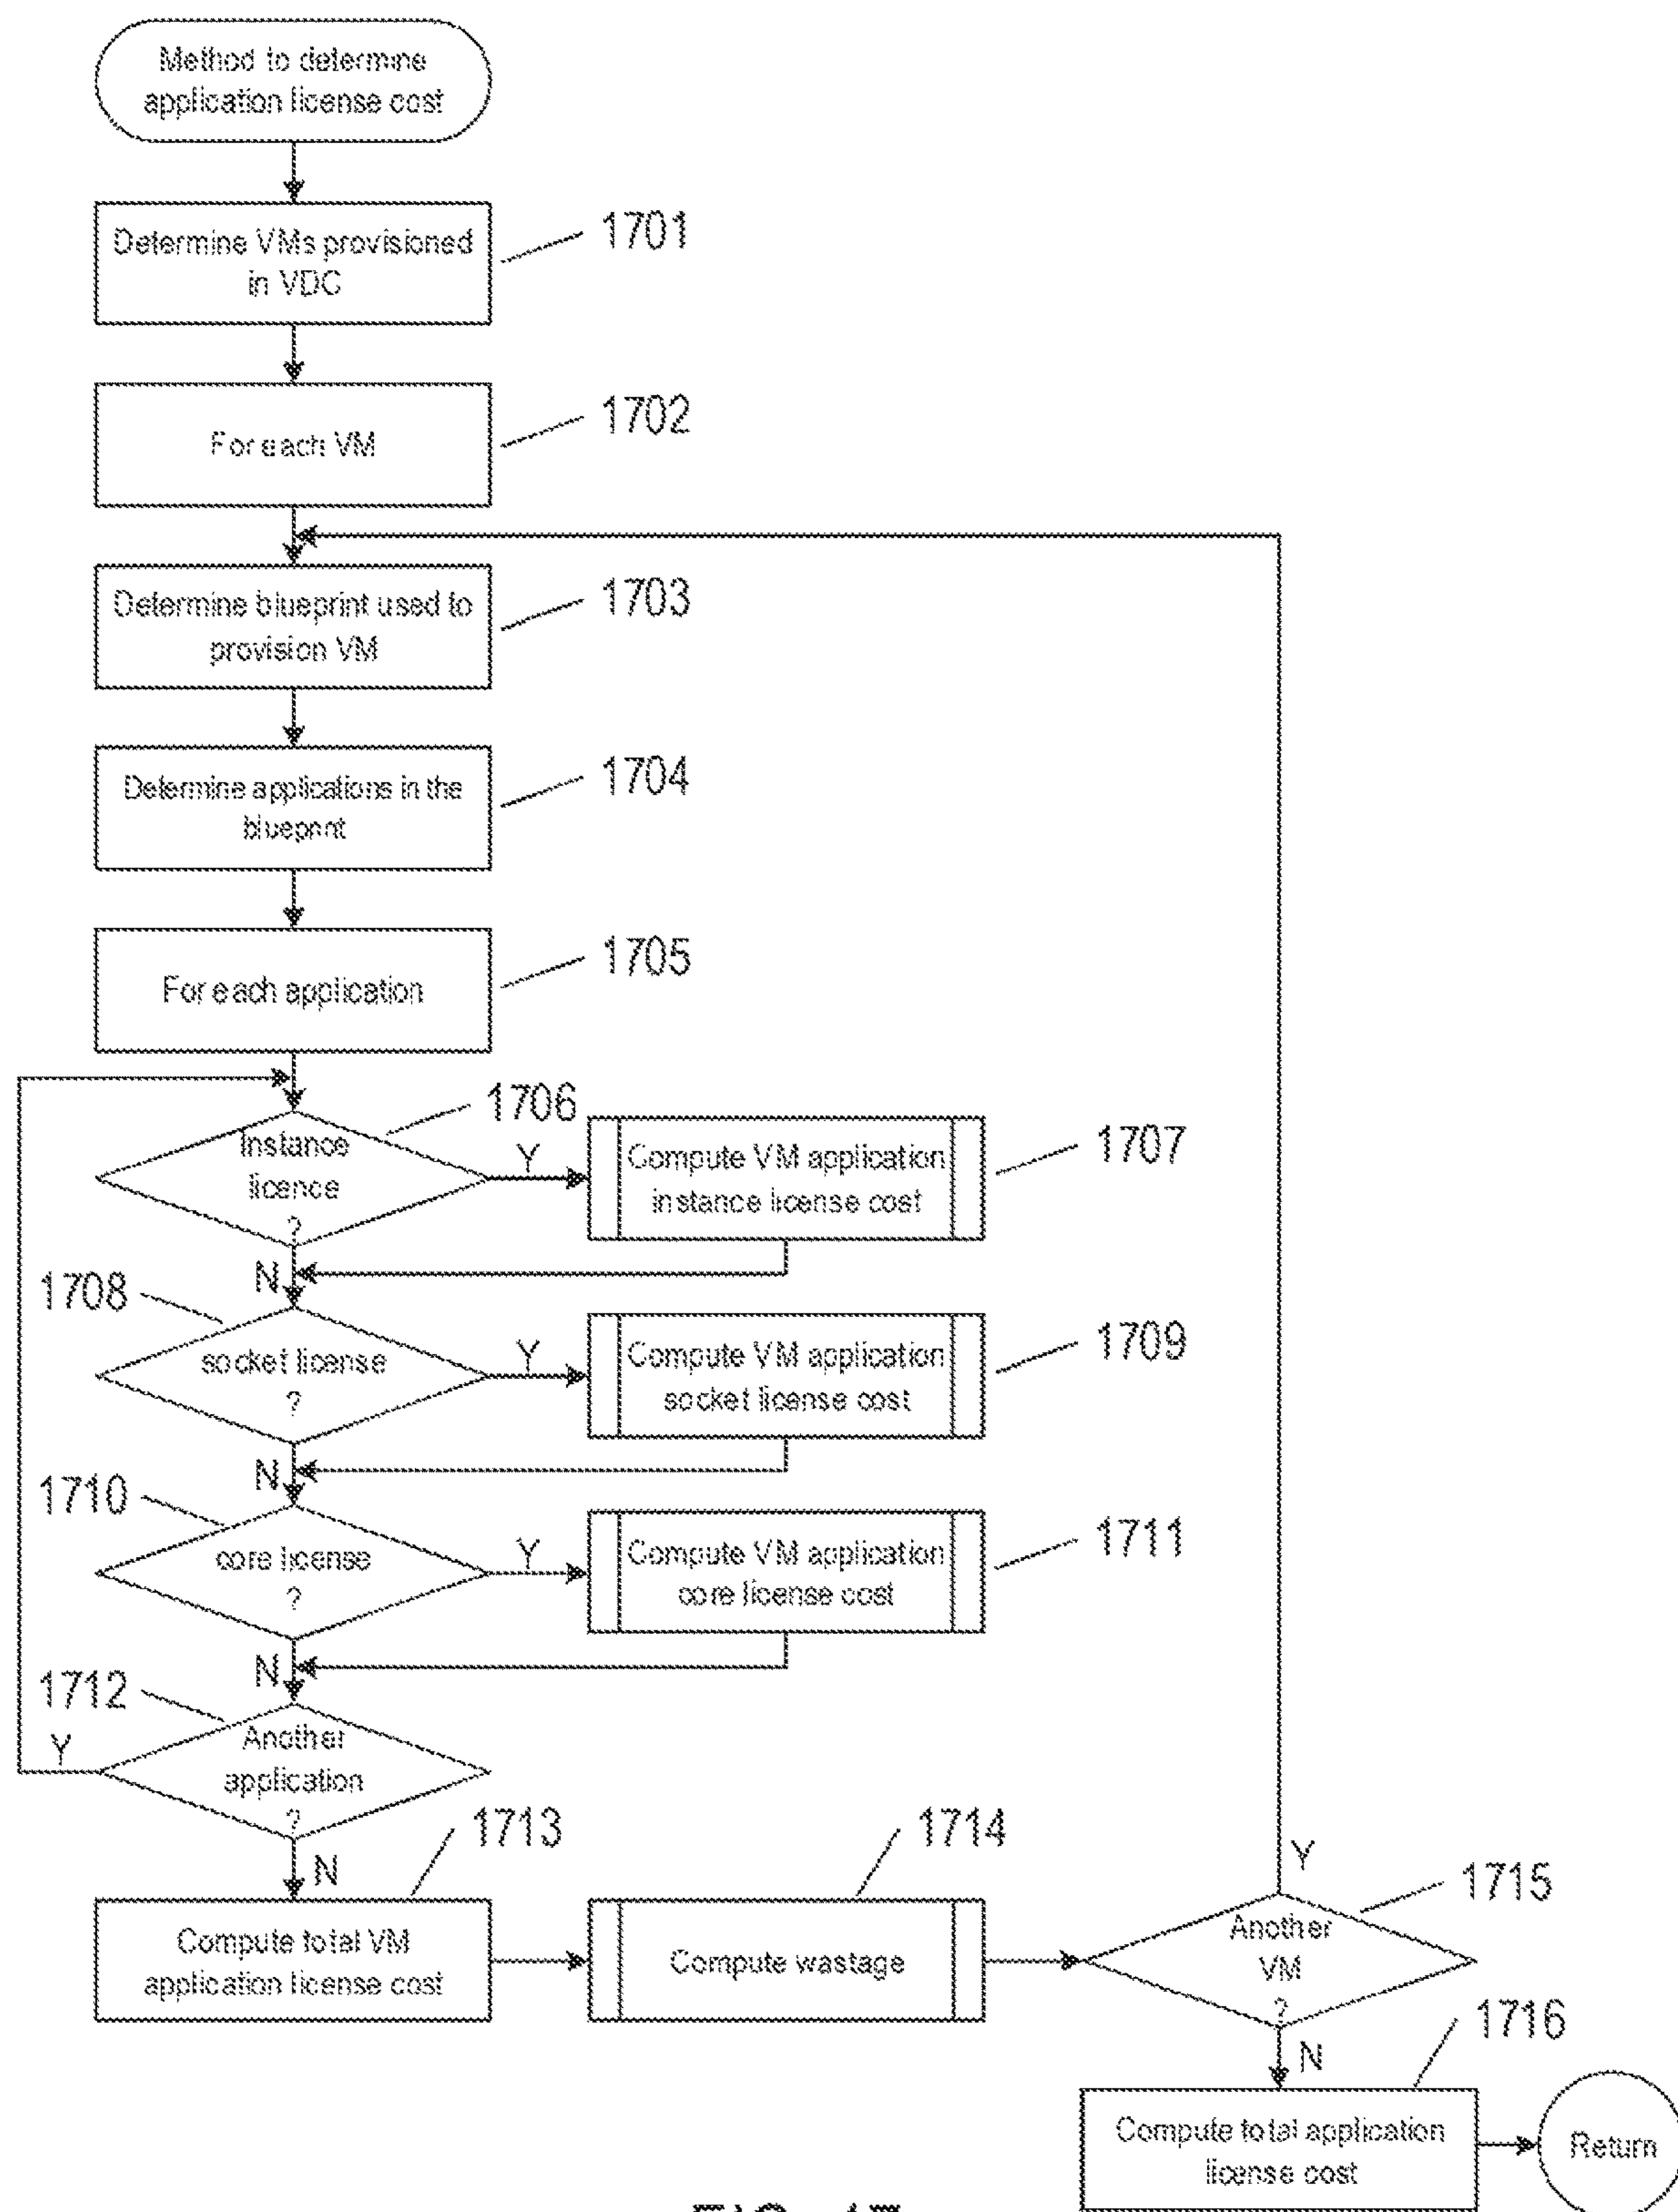 Method to determine
application license cost
Determine VMs provisioned
in VDC
1701
For each VM
1702
Determine blueprint used to
provision VM
1703
Determine applications in the
blueprint
1704
For each application
1705
Instance
licence
?
1706
Y
Compute VM application
instance license cost
1707
N
1708
socket license
?
Y
Compute VM application
socket license cost
1709
N
1710
core license
?
Y
Compute VM application
core license cost
1711
N
1712
Another
application
?
Y
N
1713
Compute total VM
application license cost
1714
Compute wastage
Y
1715
Another
VM
?
N
1716
Compute total application
license cost
Return